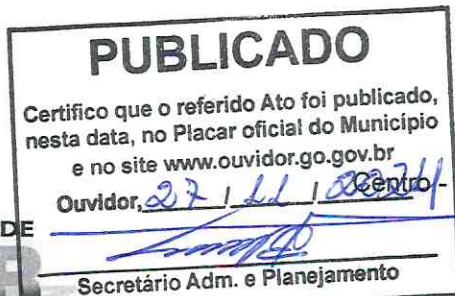 PUBLICADO
Certifico que o referido Ato foi publicado,
nesta data, no Placar oficial do Município
e no site www.ouvidor.go.gov.br
Centro -
Ouvidor, 27 / 11 / 2024
DE
Secretário Adm. e Planejamento